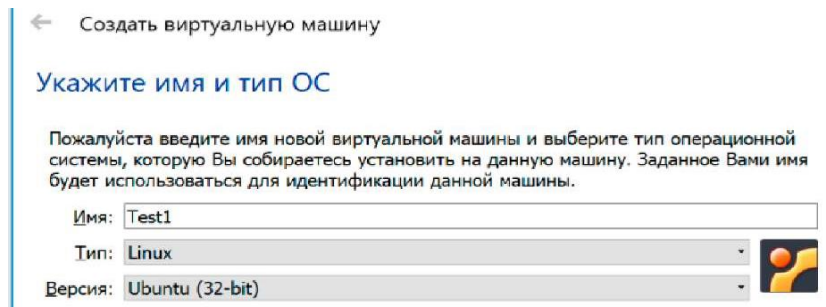 Создать виртуальную машину
Укажите имя и тип ОС
Пожалуйста введите имя новой виртуальной машины и выберите тип операционной
системы, которую Вы собираетесь установить на данную машину. Заданное Вами имя
будет использоваться для идентификации данной машины.
Имя: Test1
Тип: Linux
Версия: Ubuntu (32-bit)